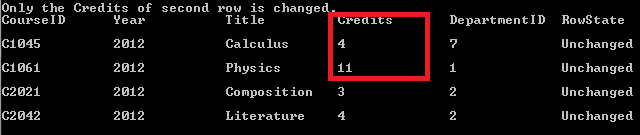 Only the Credits of second row is changed.
CourseID Year Title Credits DepartmentID RowState
C1045 2012 Calculus 4 7 Unchanged
C1061 2012 Physics 11 1 Unchanged
C2021 2012 Composition 3 2 Unchanged
C2042 2012 Literature 4 2 Unchanged